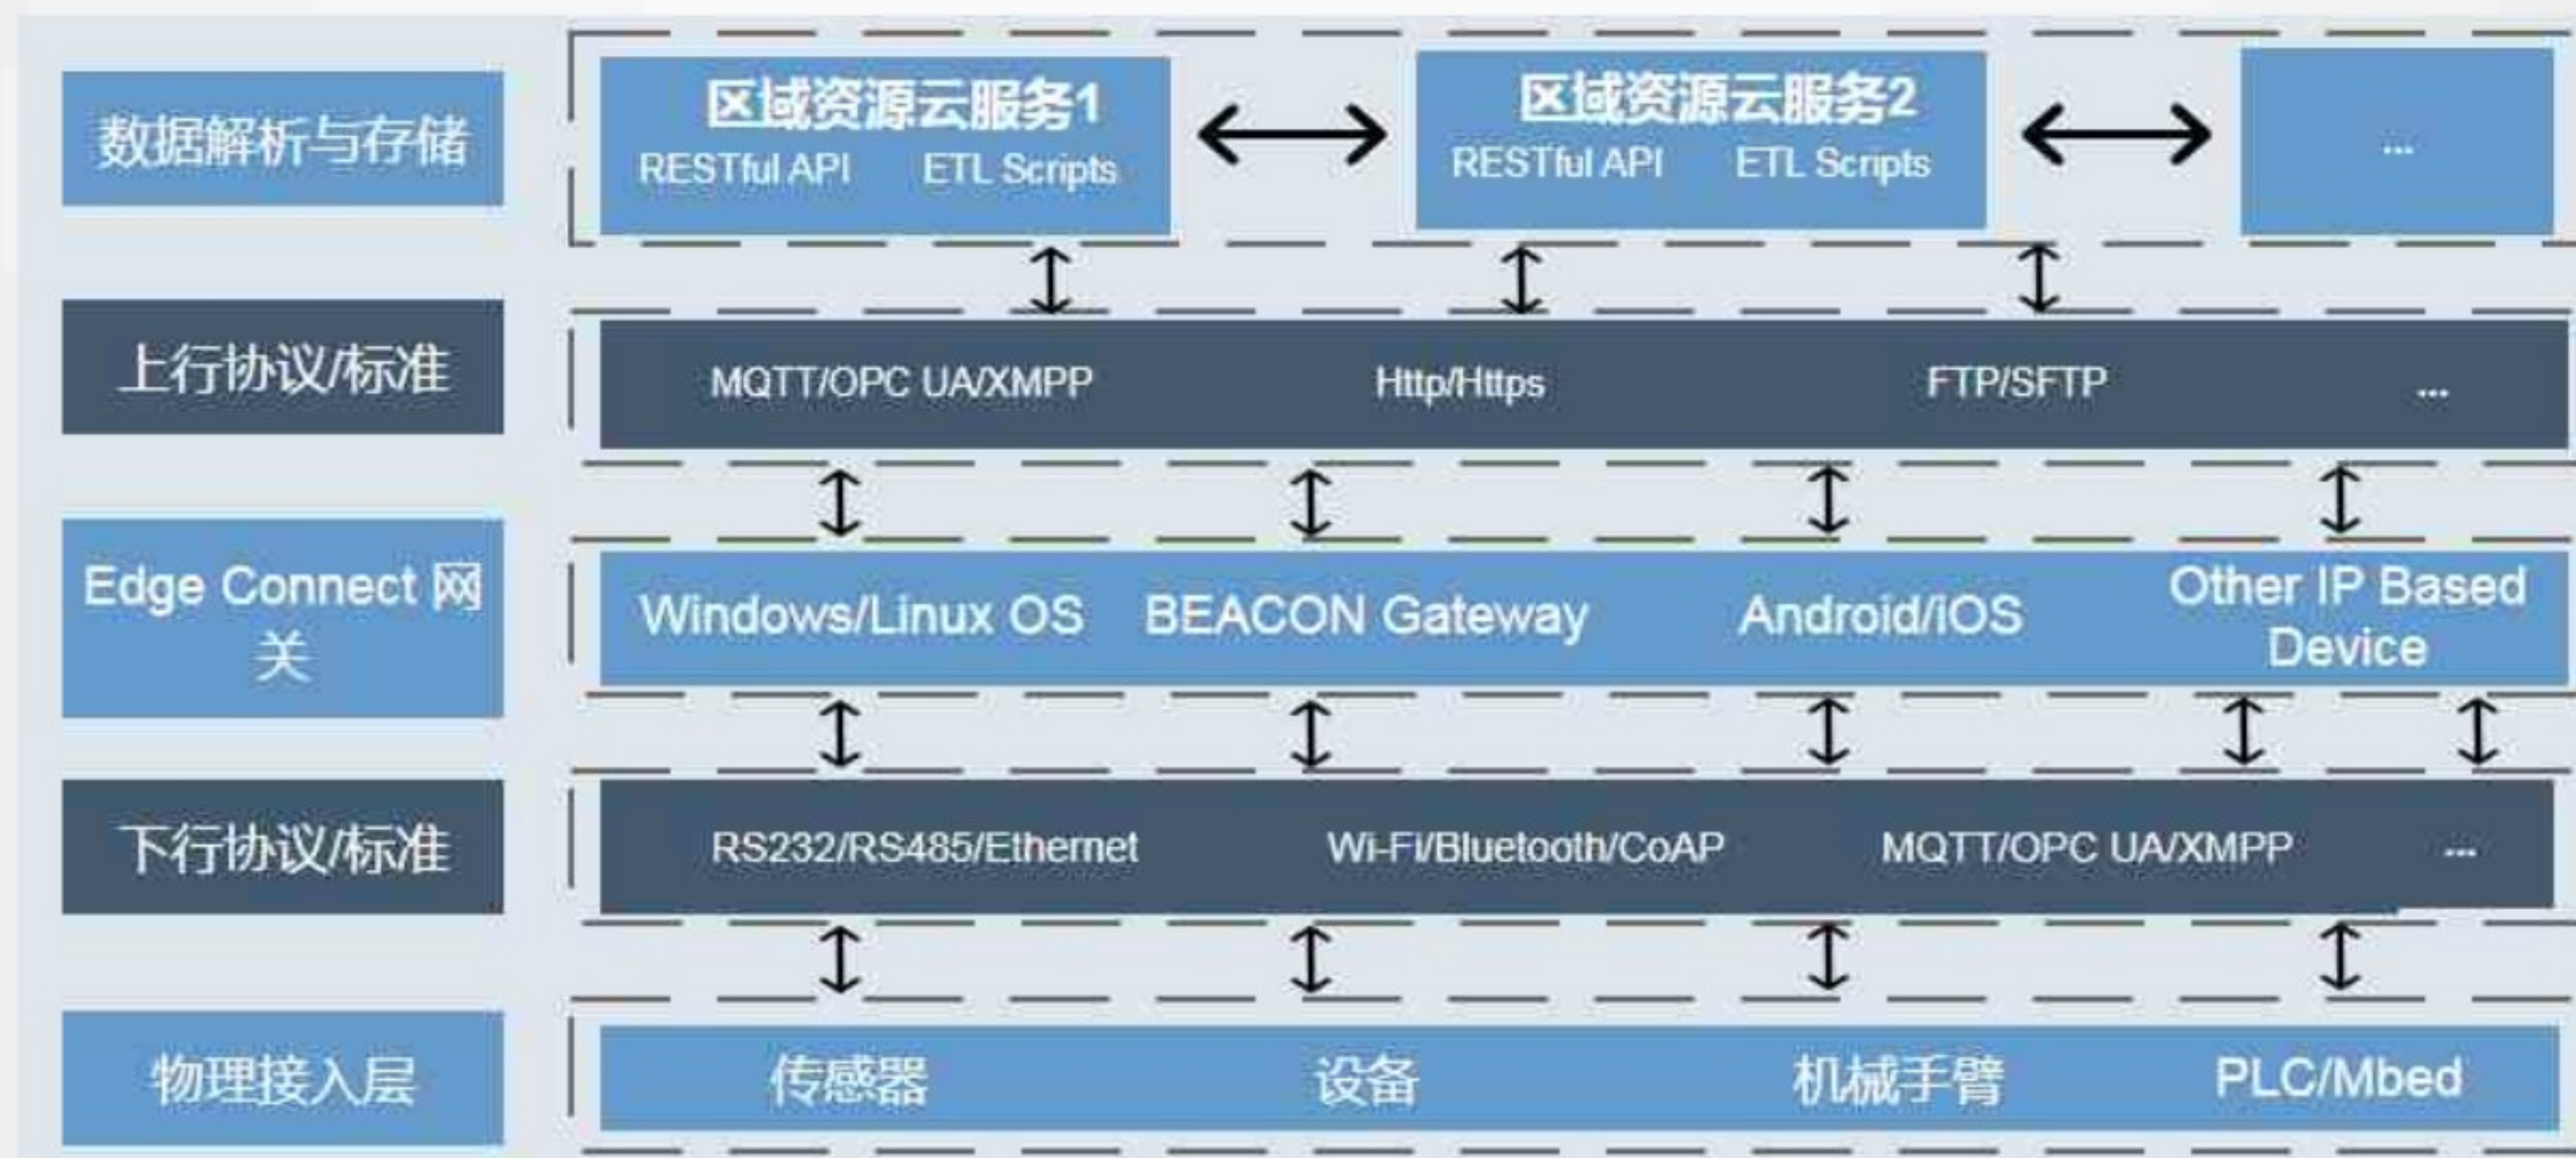 数据解析与存储
区域资源云服务1
RESTful API ETL Scripts
区域资源云服务2
RESTful API ETL Scripts
...
上行协议/标准
MQTT/OPC UA/XMPP Http/Https FTP/SFTP ...
Edge Connect 网
关
Windows/Linux OS BEACON Gateway Android/iOS Other IP Based
Device
下行协议/标准
RS232/RS485/Ethernet Wi-Fi/Bluetooth/CoAP MQTT/OPC UA/XMPP ...
物理接入层
传感器 设备 机械手臂 PLC/Mbed